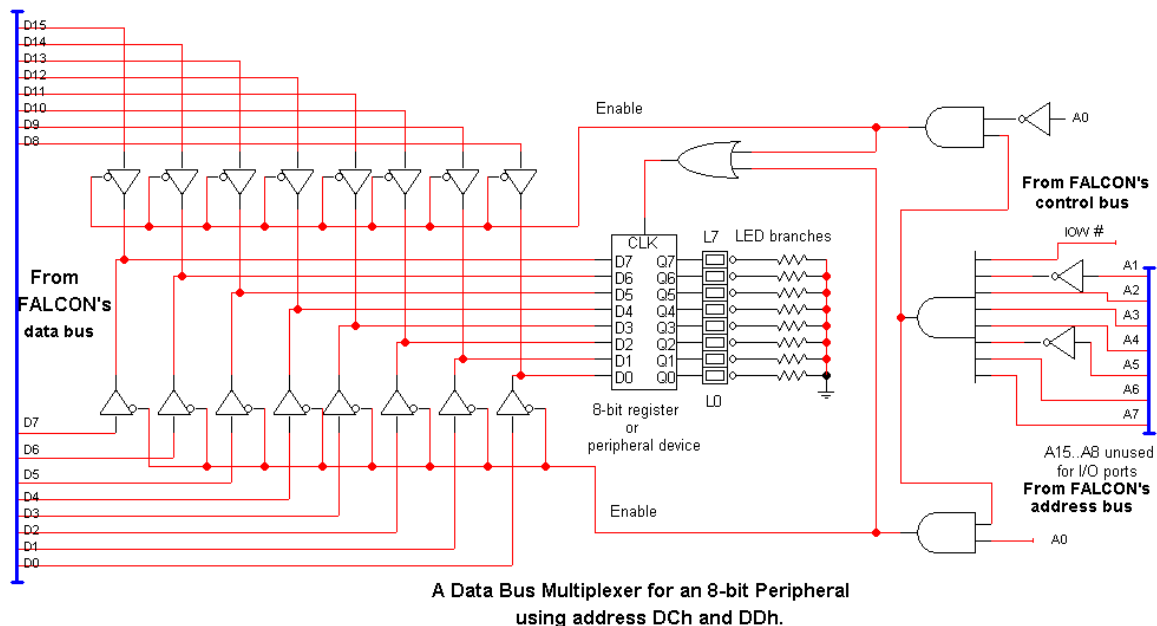 D15
D14
D13
D12
D11
D10
D9
D8
Enable
A0
From FALCON's
control bus
IOW #
CLK
L7
LED branches
D7 Q7
D6 Q6
D5 Q5
D4 Q4
D3 Q3
D2 Q2
D1 Q1
D0 Q0
L0
8-bit register
or
peripheral device
From
FALCON's
data bus
A1
A2
A3
A4
A5
A6
A7
A15..A8 unused
for I/O ports
From FALCON's
address bus
D7
D6
D5
D4
D3
D2
D1
D0
Enable
A0
A Data Bus Multiplexer for an 8-bit Peripheral
using address DCh and DDh.